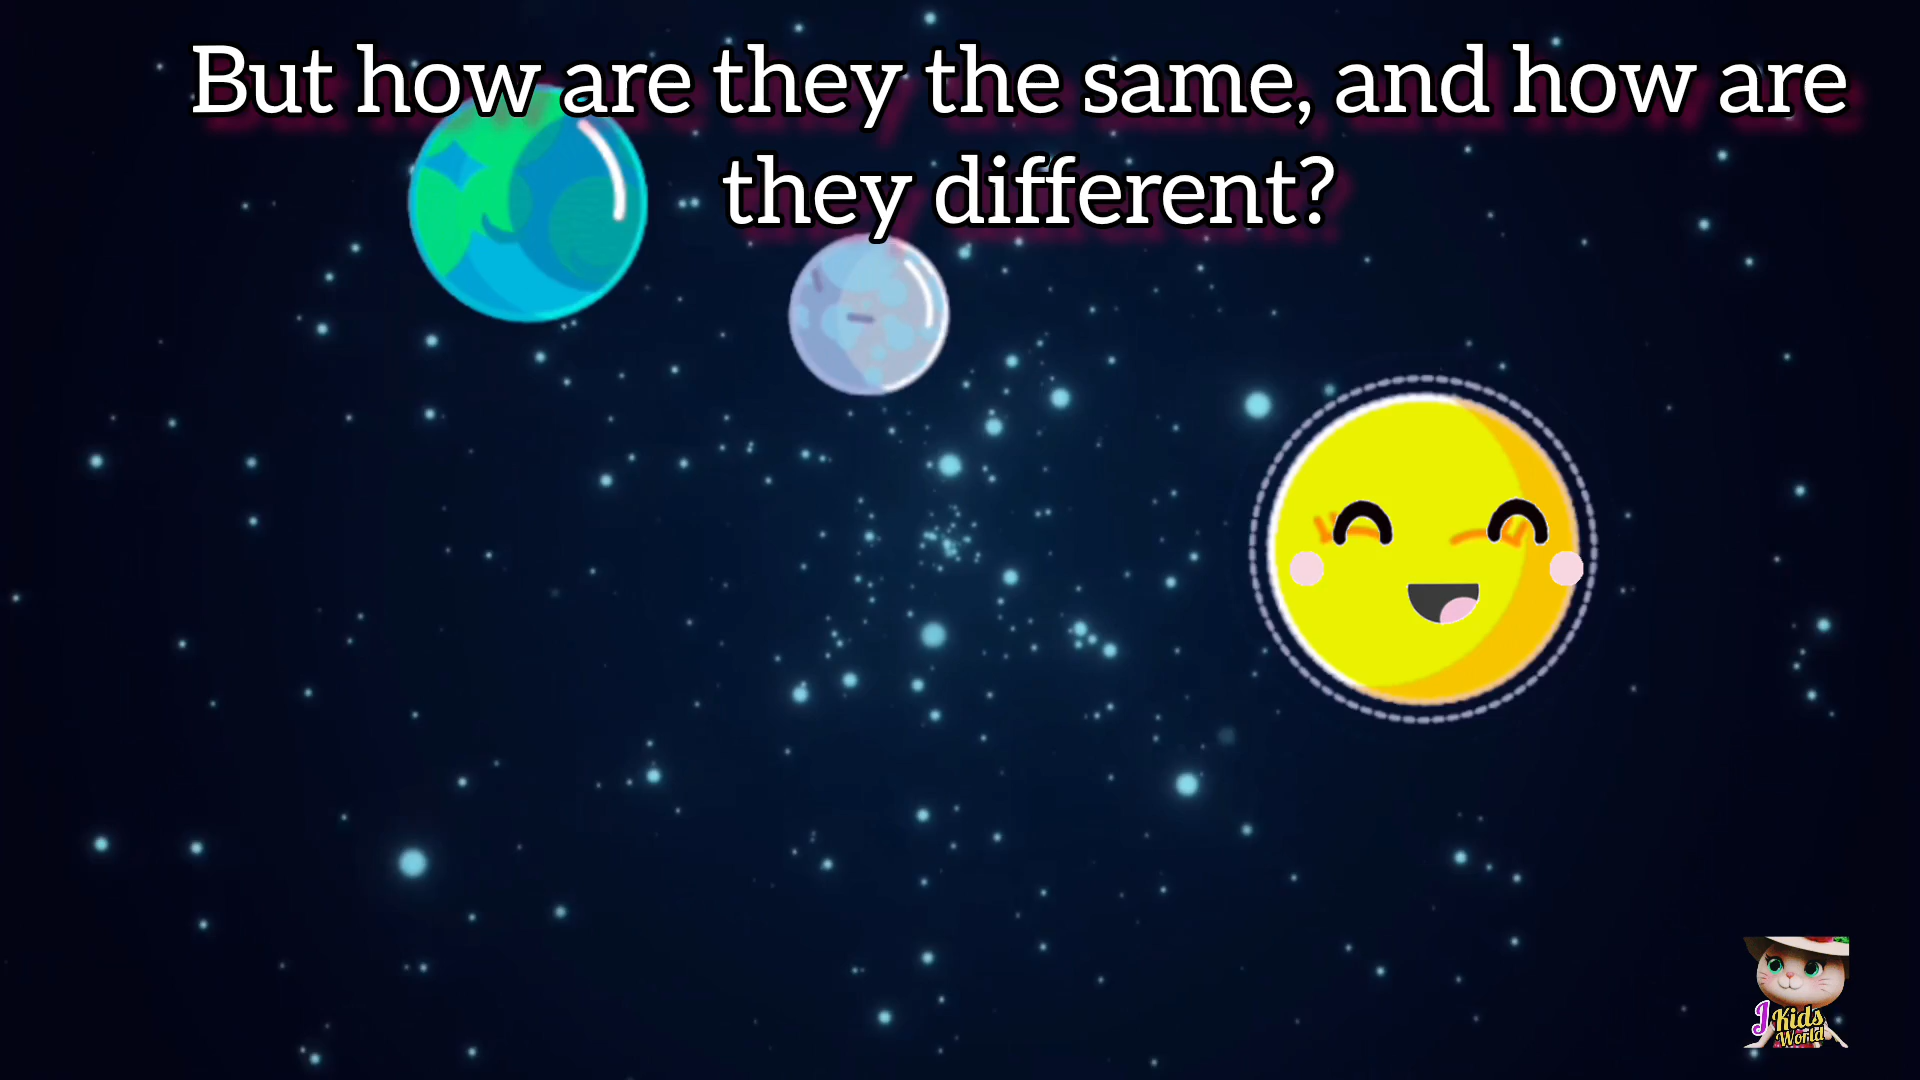 But how are they the same, and how are
they different?
J Kids
World